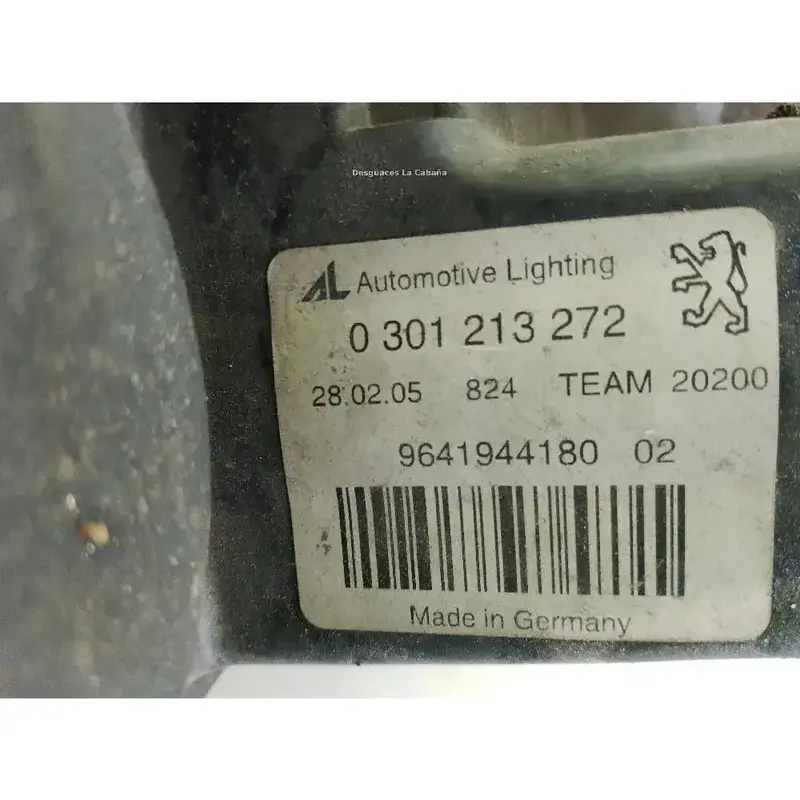 Desguaces La Cabaña
AL Automotive Lighting
0 301 213 272
28.02.05 824 TEAM 20200
9641944180 02
Made in Germany